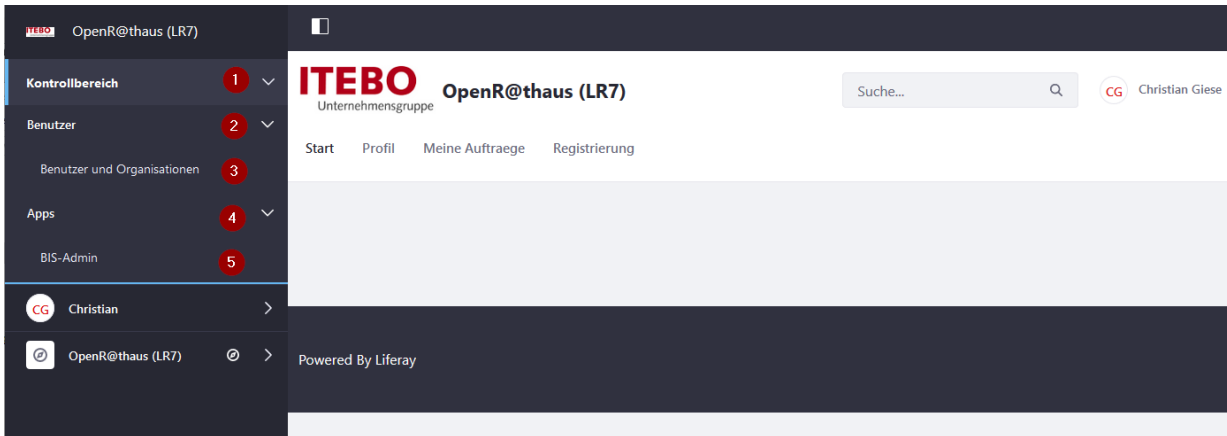 ITEBO OpenR@thaus (LR7)
Kontrollbereich 1
Benutzer 2
Benutzer und Organisationen 3
Apps 4
BIS-Admin 5
CG Christian
OpenR@thaus (LR7)
ITEBO
Unternehmensgruppe
OpenR@thaus (LR7)
Suche...
CG Christian Giese
Start Profil Meine Auftraege Registrierung
Powered By Liferay